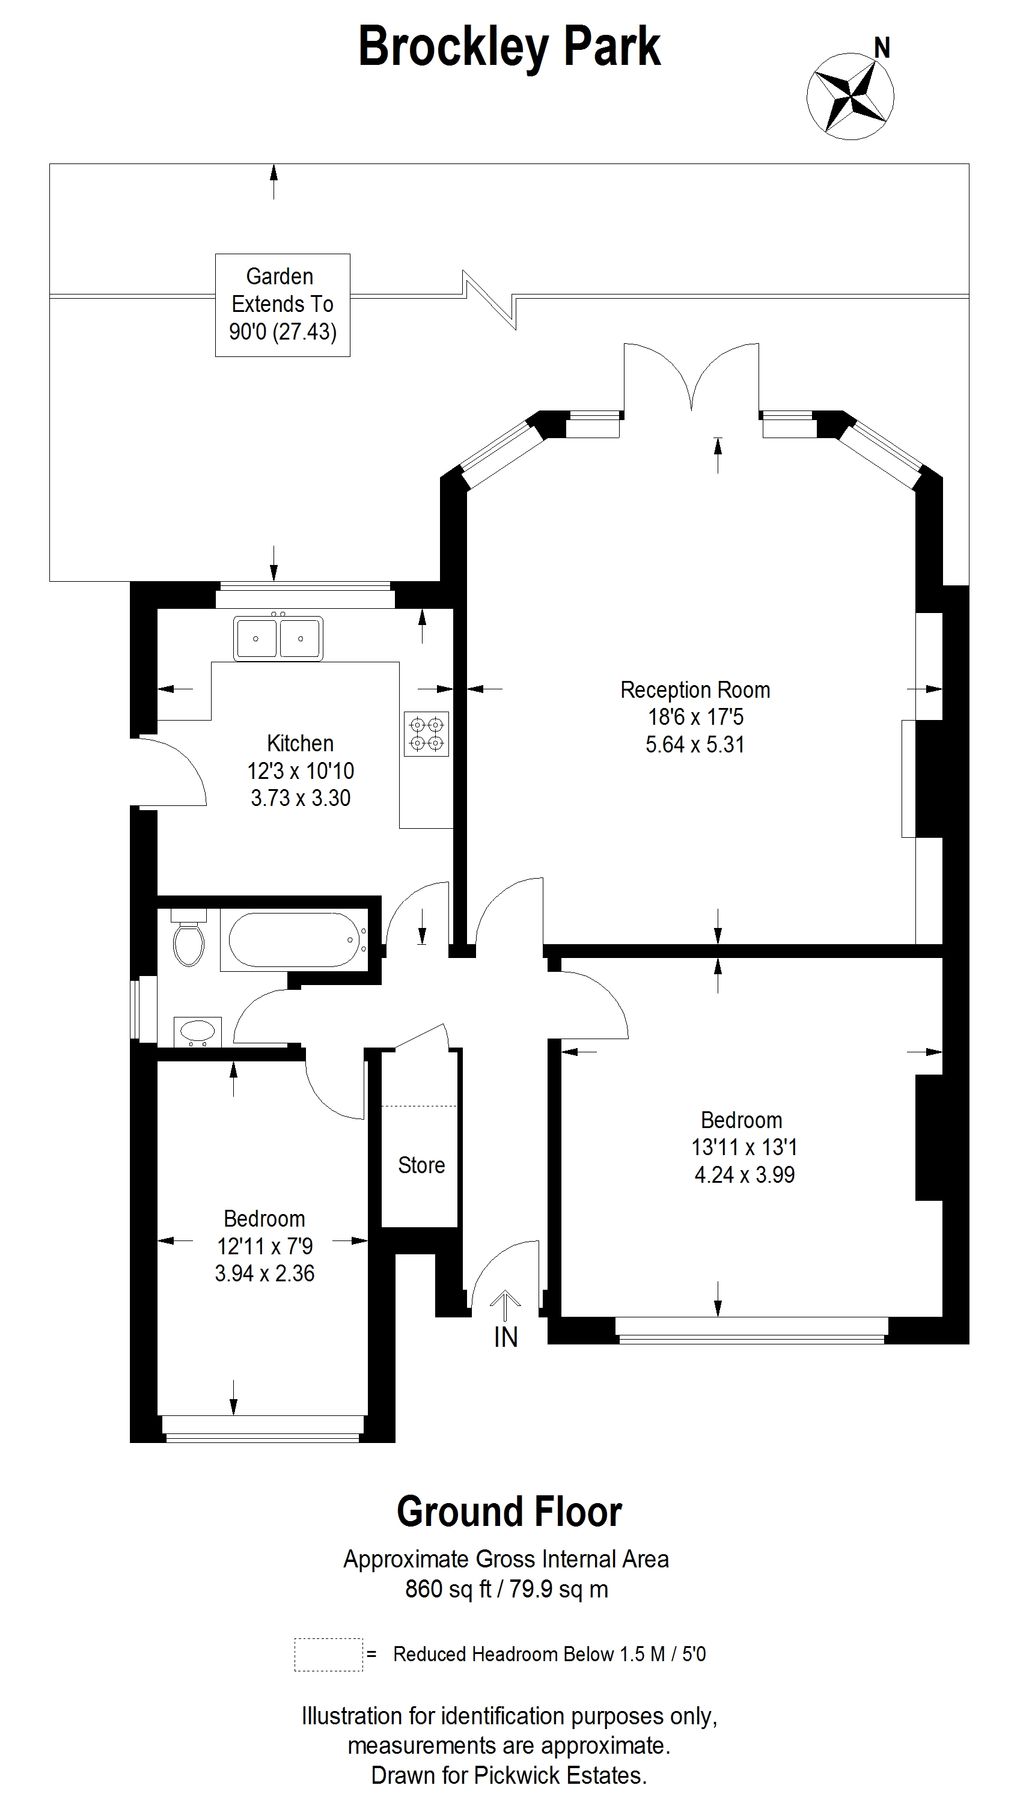 Brockley Park
N
Garden
Extends To
90'0 (27.43)
Reception Room
18'6 x 17'5
5.64 x 5.31
Kitchen
12'3 x 10'10
3.73 x 3.30
Bedroom
13'11 x 13'1
4.24 x 3.99
Store
Bedroom
12'11 x 7'9
3.94 x 2.36
IN
Ground Floor
Approximate Gross Internal Area
860 sq ft / 79.9 sq m
= Reduced Headroom Below 1.5 M / 5'0
Illustration for identification purposes only,
measurements are approximate.
Drawn for Pickwick Estates.